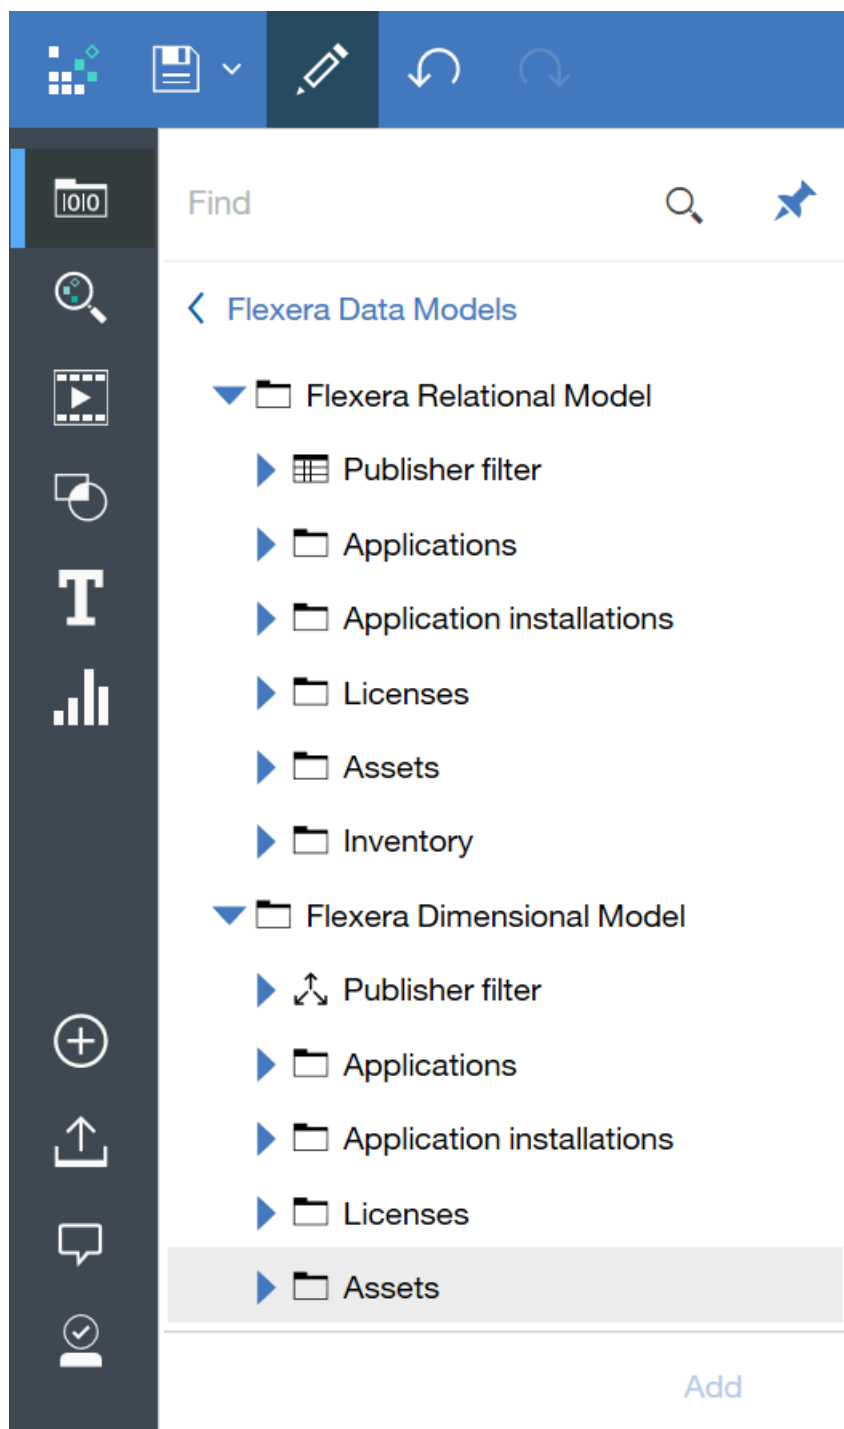 Find
Flexera Data Models
Flexera Relational Model
Publisher filter
Applications
Application installations
Licenses
Assets
Inventory
Flexera Dimensional Model
Publisher filter
Applications
Application installations
Licenses
Assets
Add